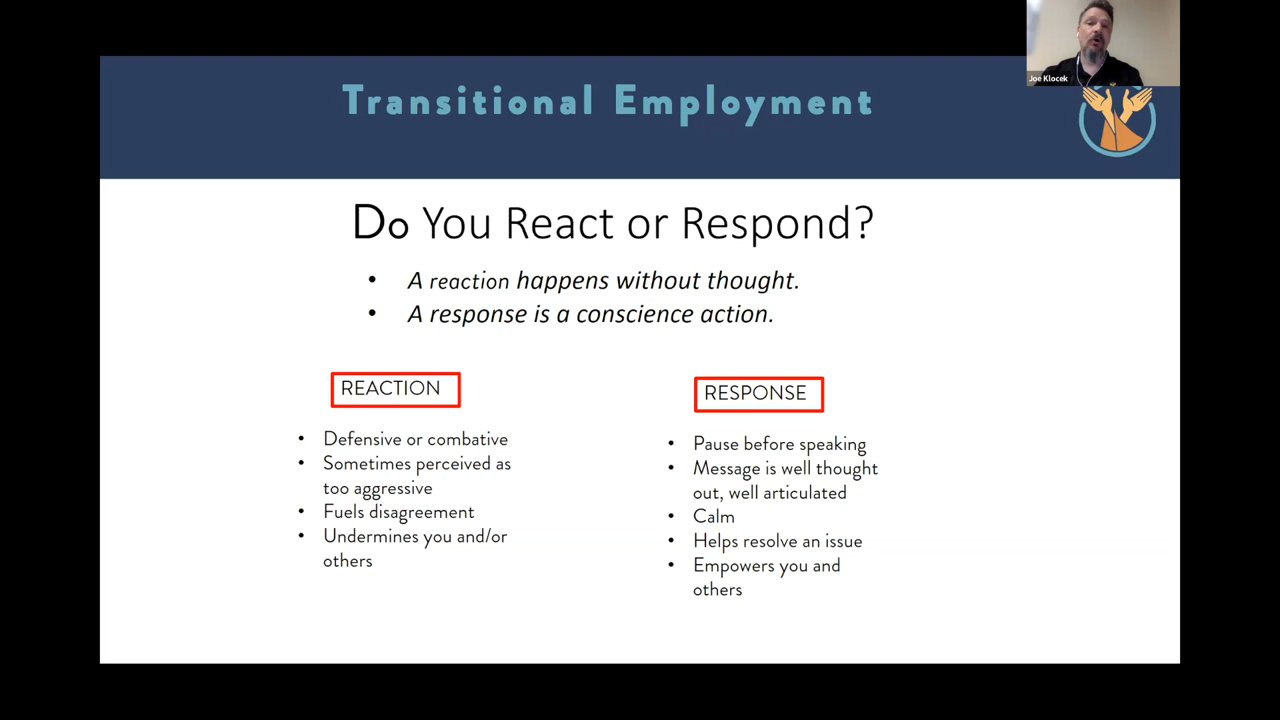 Joe Klocek
Transitional Employment
Do You React or Respond?
• A reaction happens without thought.
• A response is a conscience action.
REACTION
• Defensive or combative
• Sometimes perceived as
too aggressive
• Fuels disagreement
• Undermines you and/or
others
RESPONSE
• Pause before speaking
• Message is well thought
out, well articulated
• Calm
• Helps resolve an issue
• Empowers you and
others